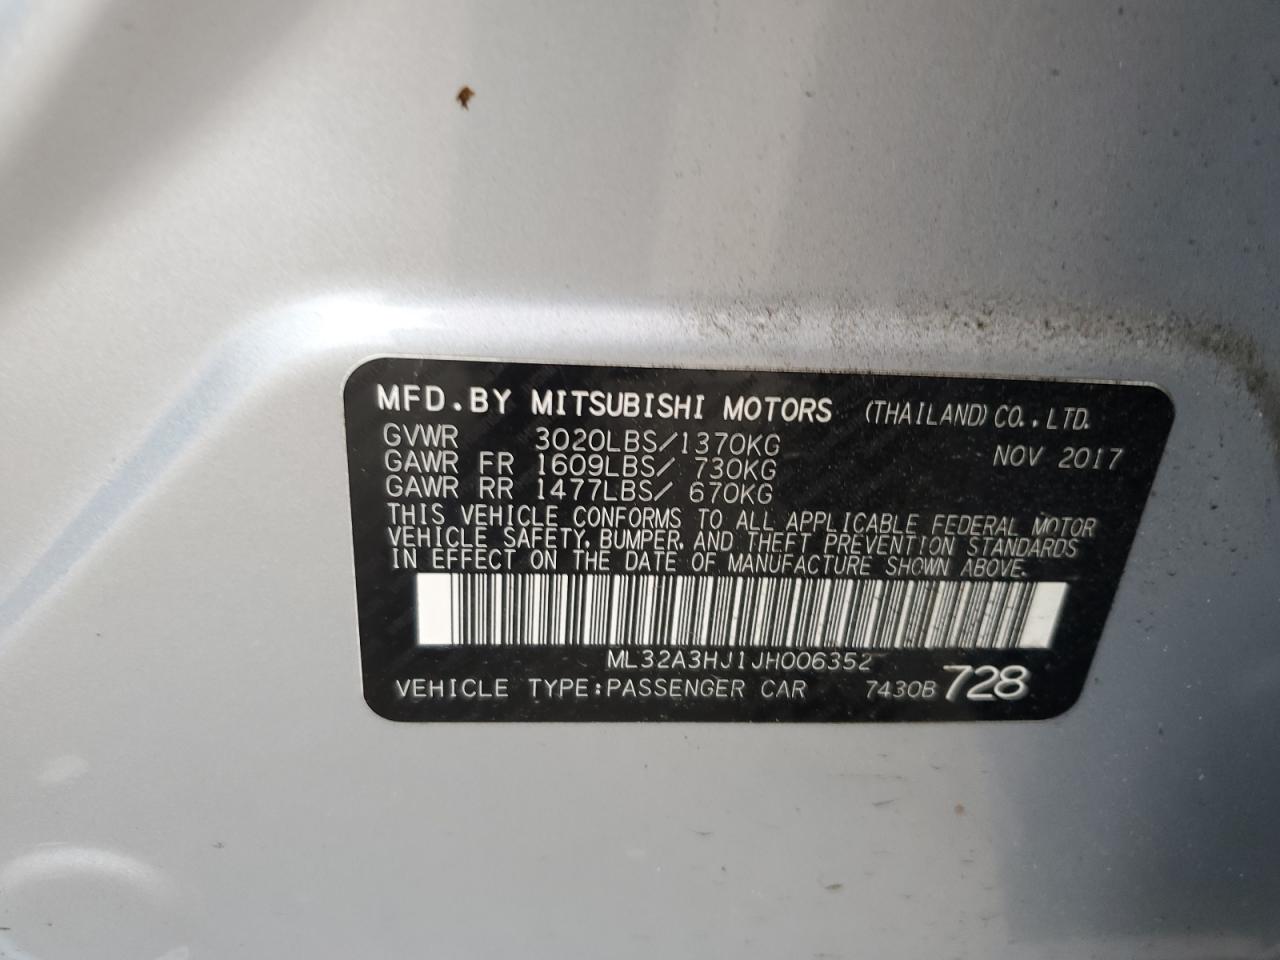 MFD.BY MITSUBISHI MOTORS (THAILAND) CO.,LTD.
GVWR 3020LBS/1370KG NOV 2017
GAWR FR 1609LBS/ 730KG
GAWR RR 1477LBS/ 670KG
THIS VEHICLE CONFORMS TO ALL APPLICABLE FEDERAL MOTOR
VEHICLE SAFETY, BUMPER, AND THEFT PREVENTION STANDARDS
IN EFFECT ON THE DATE OF MANUFACTURE SHOWN ABOVE.
ML32A3HJ1JH006352
VEHICLE TYPE:PASSENGER CAR 7430B 728